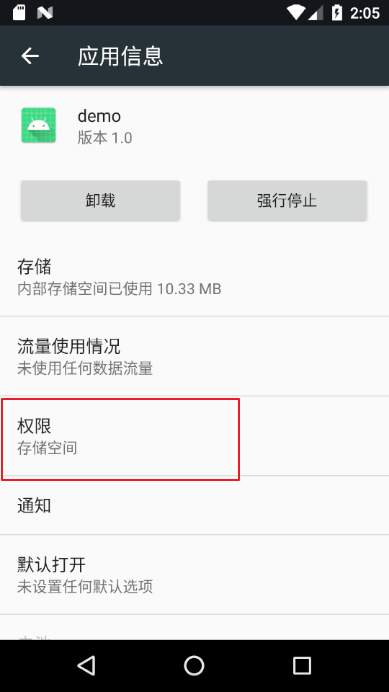 2:05
应用信息
demo
版本 1.0
卸载
强行停止
存储
内部存储空间已使用 10.33 MB
流量使用情况
未使用任何数据流量
权限
存储空间
通知
默认打开
未设置任何默认选项